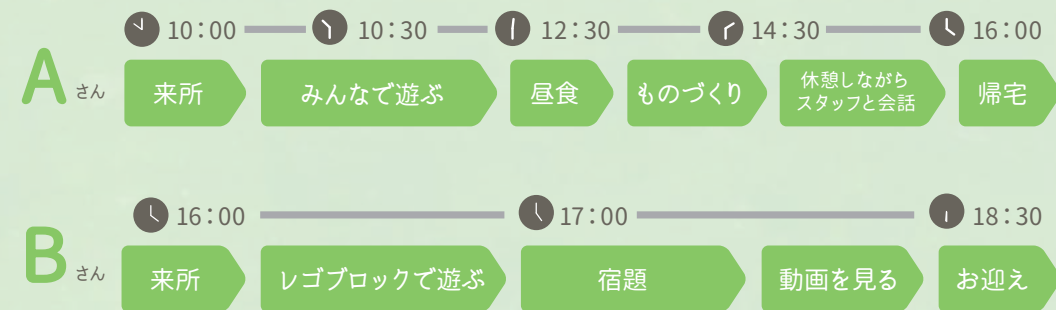 10:00 10:30 12:30 14:30 16:00
Aさん 来所 みんなで遊ぶ 昼食 ものづくり 休憩しながら
スタッフと会話 帰宅
16:00 17:00 18:30
Bさん 来所 レゴブロックで遊ぶ 宿題 動画を見る お迎え